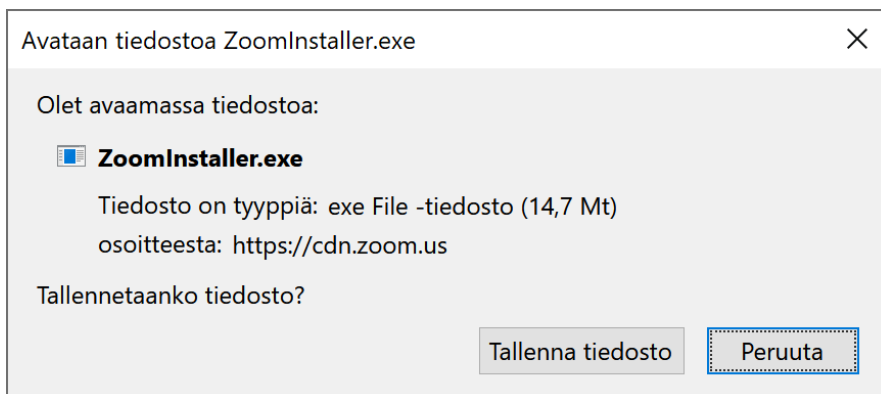 Avataan tiedostoa ZoomInstaller.exe
Olet avaamassa tiedostoa:
ZoomInstaller.exe
Tiedosto on tyyppiä: exe File -tiedosto (14,7 Mt)
osoitteesta: https://cdn.zoom.us
Tallennetaanko tiedosto?
Tallenna tiedosto Peruuta